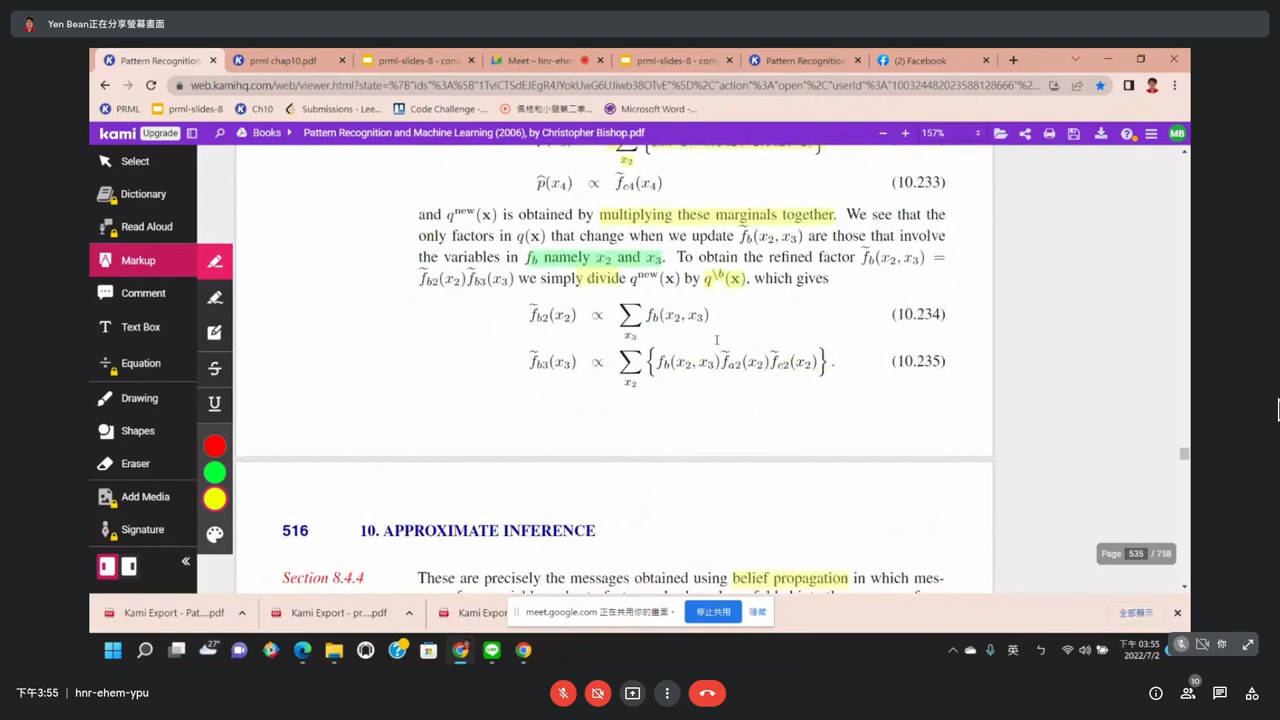 Yen Bean正在分享螢幕畫面
Pattern Recognition
prml chap10.pdf
prml-slides-8 - com
Meet – hnr-ehem
prml-slides-8 - com
Pattern Recognition
Facebook
web.kamihq.com/web/viewer.html?state=%7B"ids"%3A%5B"1TvlCTSdEJEgRJYokUwG6UJiwb38OTvE"%5D%2C"action"%3A"open"%2C"userId"%3A"100324482023588128666"%...
PRML
prml-slides-8
Ch10
Submissions - Lee...
Code Challenge -...
Microsoft Word -...
kami
Upgrade
Books
Pattern Recognition and Machine Learning (2006), by Christopher Bishop.pdf
157%
MB
Select
Dictionary
Read Aloud
Markup
Comment
Text Box
Equation
Drawing
Shapes
Eraser
Add Media
Signature
p̂(x₄) ∝ f̃c4(x₄) (10.233)
and qⁿᵉʷ(x) is obtained by multiplying these marginals together. We see that the
only factors in q(x) that change when we update f̃b(x₂, x₃) are those that involve
the variables in fb namely x₂ and x₃. To obtain the refined factor f̃b(x₂, x₃) =
f̃b2(x₂)f̃b3(x₃) we simply divide qⁿᵉʷ(x) by q\b(x), which gives
f̃b2(x₂) ∝ ∑x₃ fb(x₂, x₃) (10.234)
f̃b3(x₃) ∝ ∑x₂ {fb(x₂, x₃)f̃a2(x₂)f̃c2(x₂)}. (10.235)
516 10. APPROXIMATE INFERENCE
Page 535 / 758
Section 8.4.4 These are precisely the messages obtained using belief propagation in which mes-
Kami Export - Pat....pdf
Kami Export - pr....pdf
Kami Expor
meet.google.com 正在共用你的畫面。
停止共用
隱藏
全部顯示
27°
英
下午 03:55
2022/7/2
你
下午3:55 | hnr-ehem-ypu
10